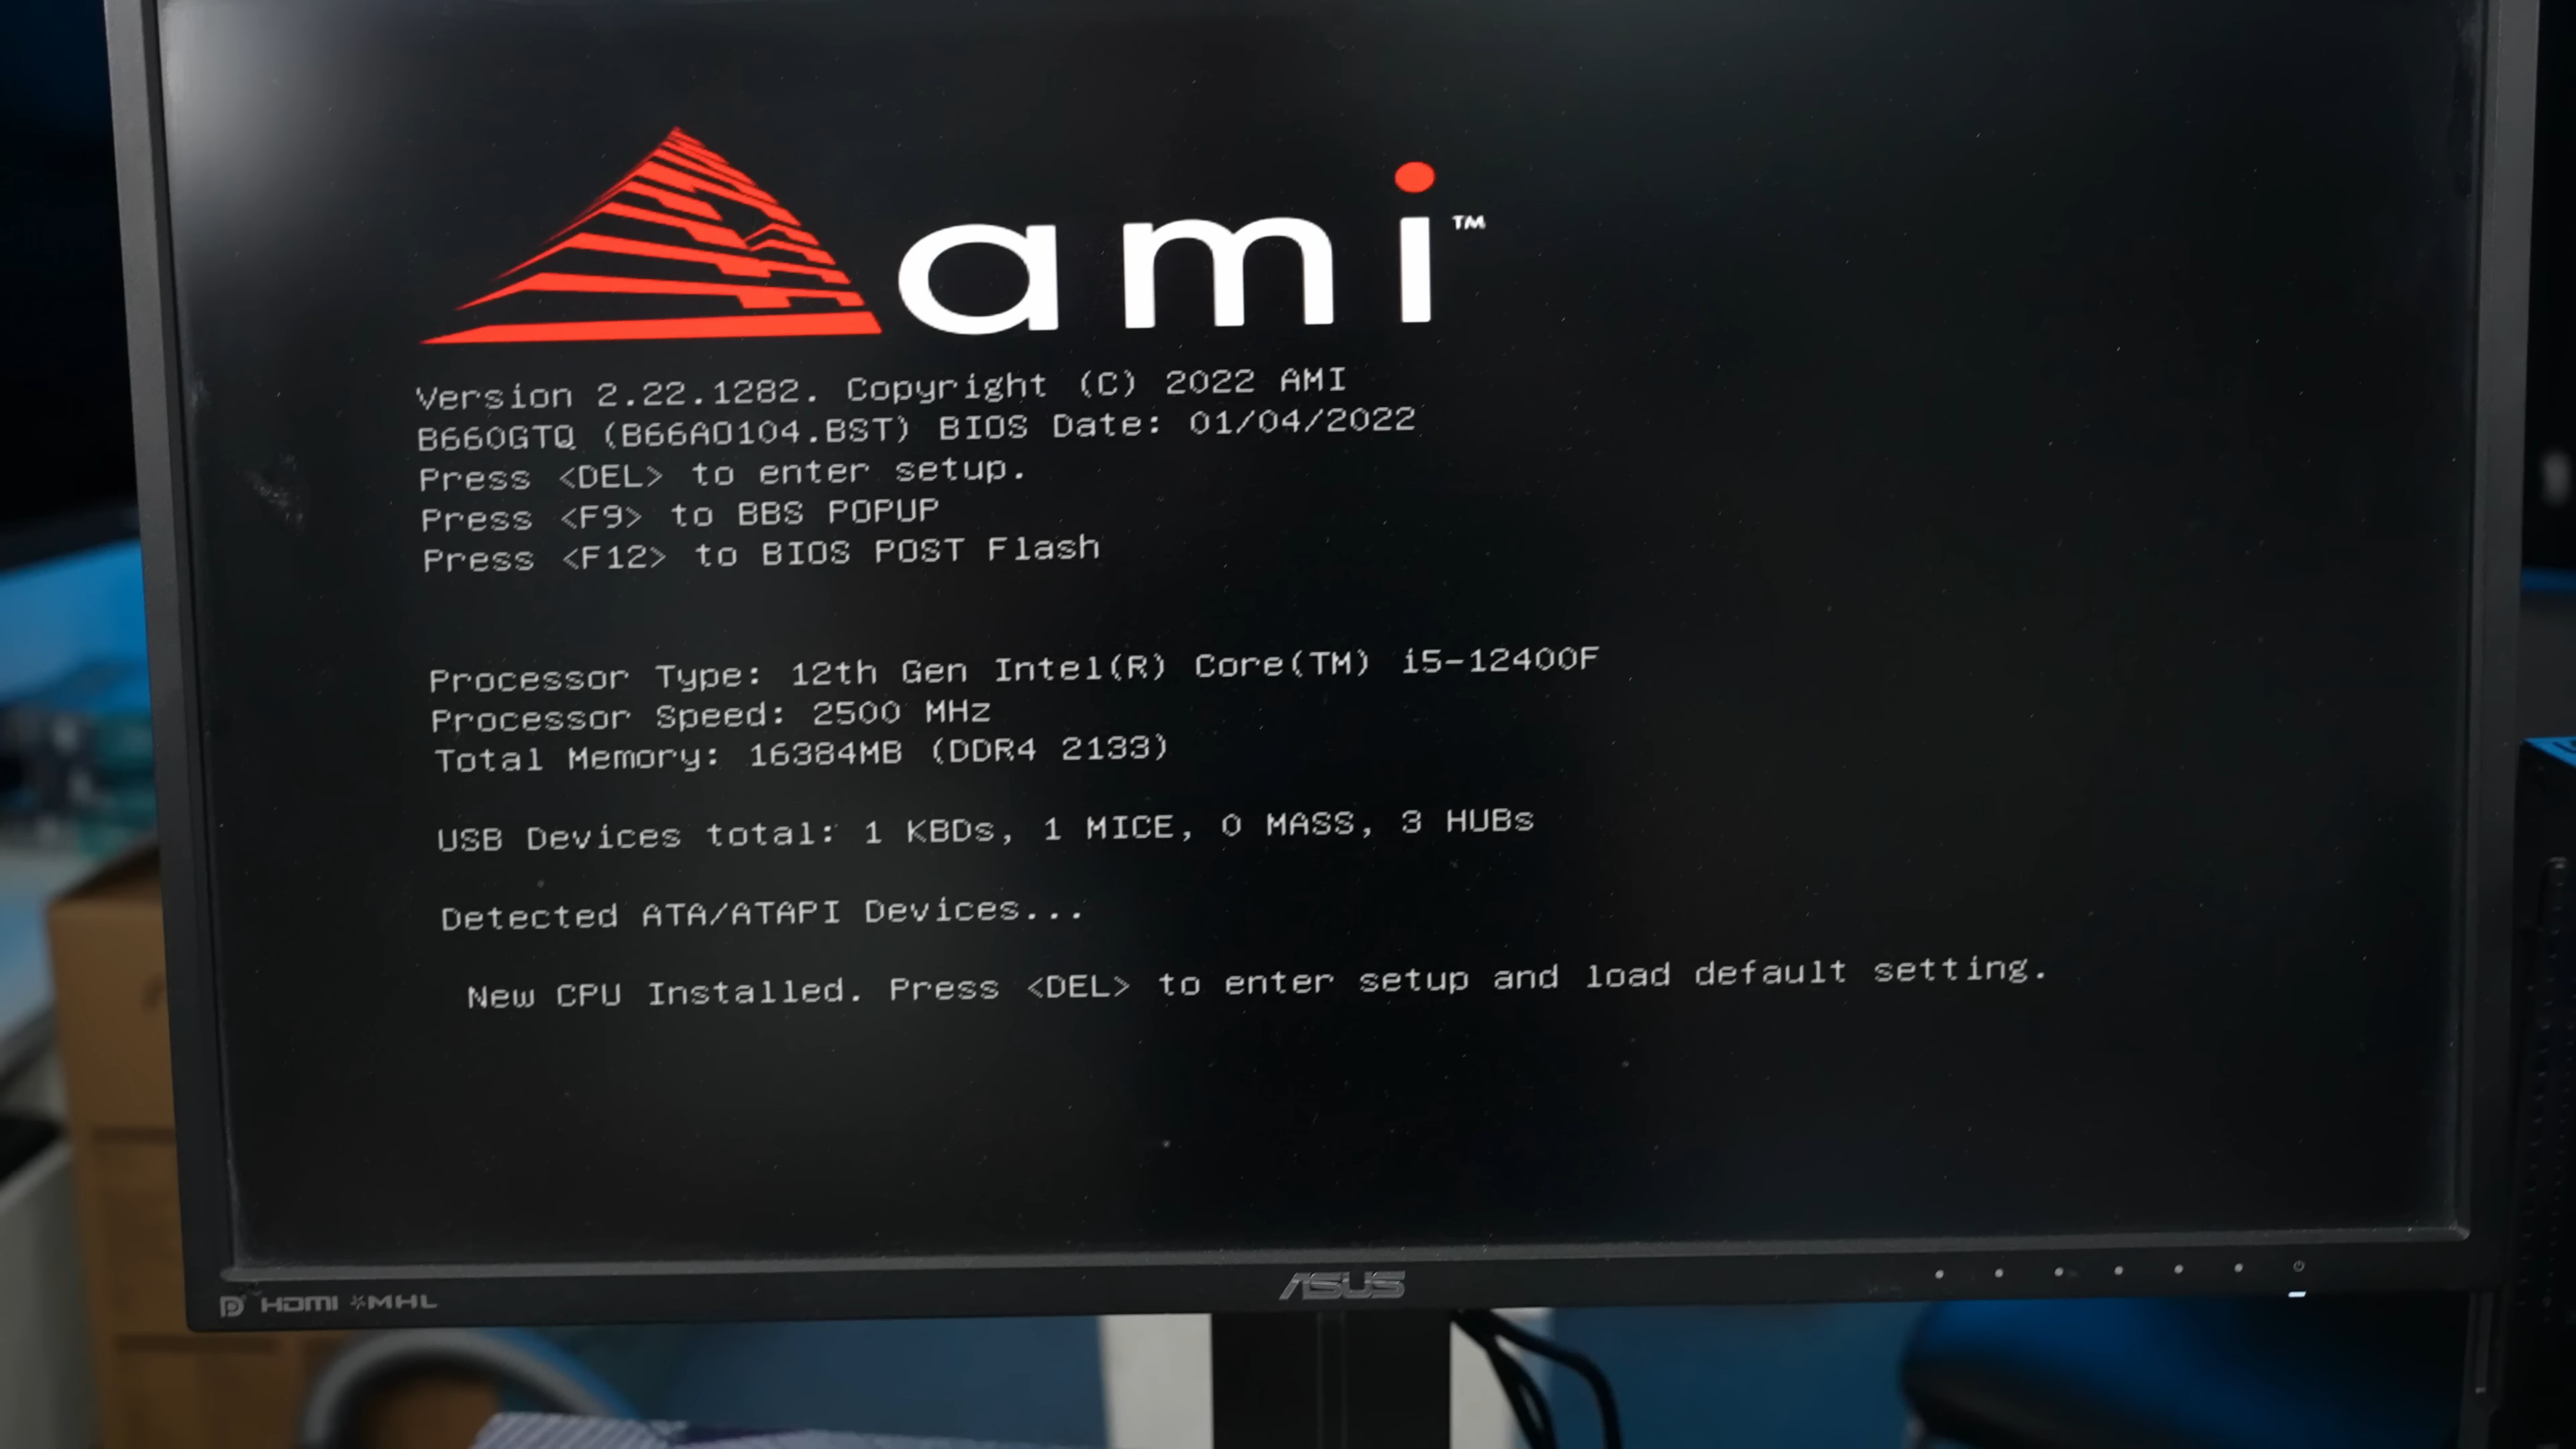 ami™
Version 2.22.1282. Copyright (C) 2022 AMI
B660GTQ (B66AO104.BST) BIOS Date: 01/04/2022
Press <DEL> to enter setup.
Press <F9> to BBS POPUP
Press <F12> to BIOS POST Flash
Processor Type: 12th Gen Intel(R) Core(TM) i5-12400F
Processor Speed: 2500 MHz
Total Memory: 16384MB (DDR4 2133)
USB Devices total: 1 KBDs, 1 MICE, 0 MASS, 3 HUBs
Detected ATA/ATAPI Devices...
New CPU Installed. Press <DEL> to enter setup and load default setting.
HDMI MHL
ASUS